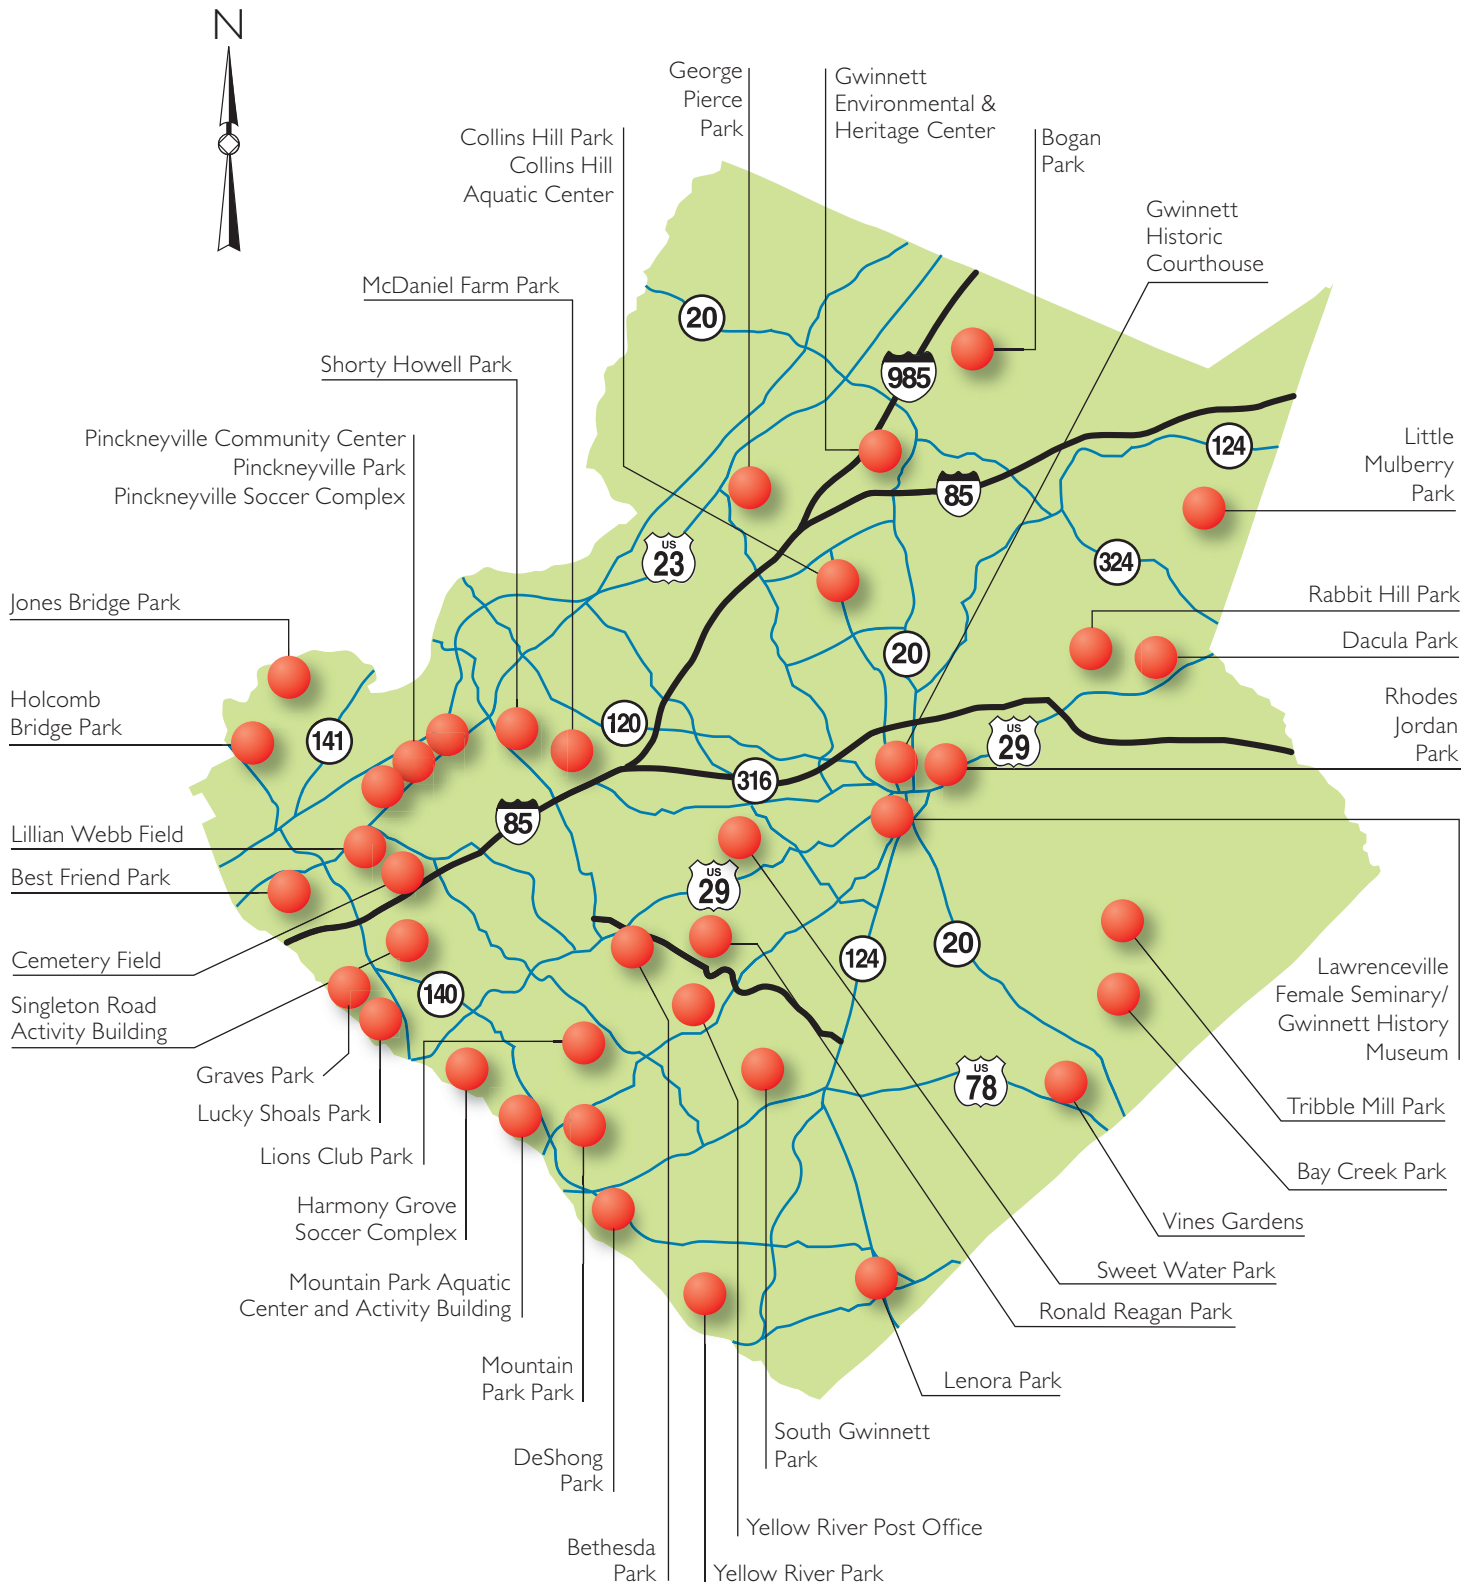 N
George
Pierce
Park
Gwinnett
Environmental &
Heritage Center
Collins Hill Park
Collins Hill
Aquatic Center
Bogan
Park
Gwinnett
Historic
Courthouse
McDaniel Farm Park
20
Shorty Howell Park
985
Pinckneyville Community Center
Pinckneyville Park
Pinckneyville Soccer Complex
124
Little
Mulberry
Park
85
US
23
324
Jones Bridge Park
Rabbit Hill Park
20
Dacula Park
Holcomb
Bridge Park
Rhodes
Jordan
Park
141
120
US
29
316
85
Lillian Webb Field
Best Friend Park
US
29
Cemetery Field
124
20
Singleton Road
Activity Building
140
Lawrenceville
Female Seminary/
Gwinnett History
Museum
Graves Park
US
78
Lucky Shoals Park
Tribble Mill Park
Lions Club Park
Bay Creek Park
Harmony Grove
Soccer Complex
Vines Gardens
Mountain Park Aquatic
Center and Activity Building
Sweet Water Park
Ronald Reagan Park
Mountain
Park Park
Lenora Park
South Gwinnett
Park
DeShong
Park
Yellow River Post Office
Bethesda
Park
Yellow River Park